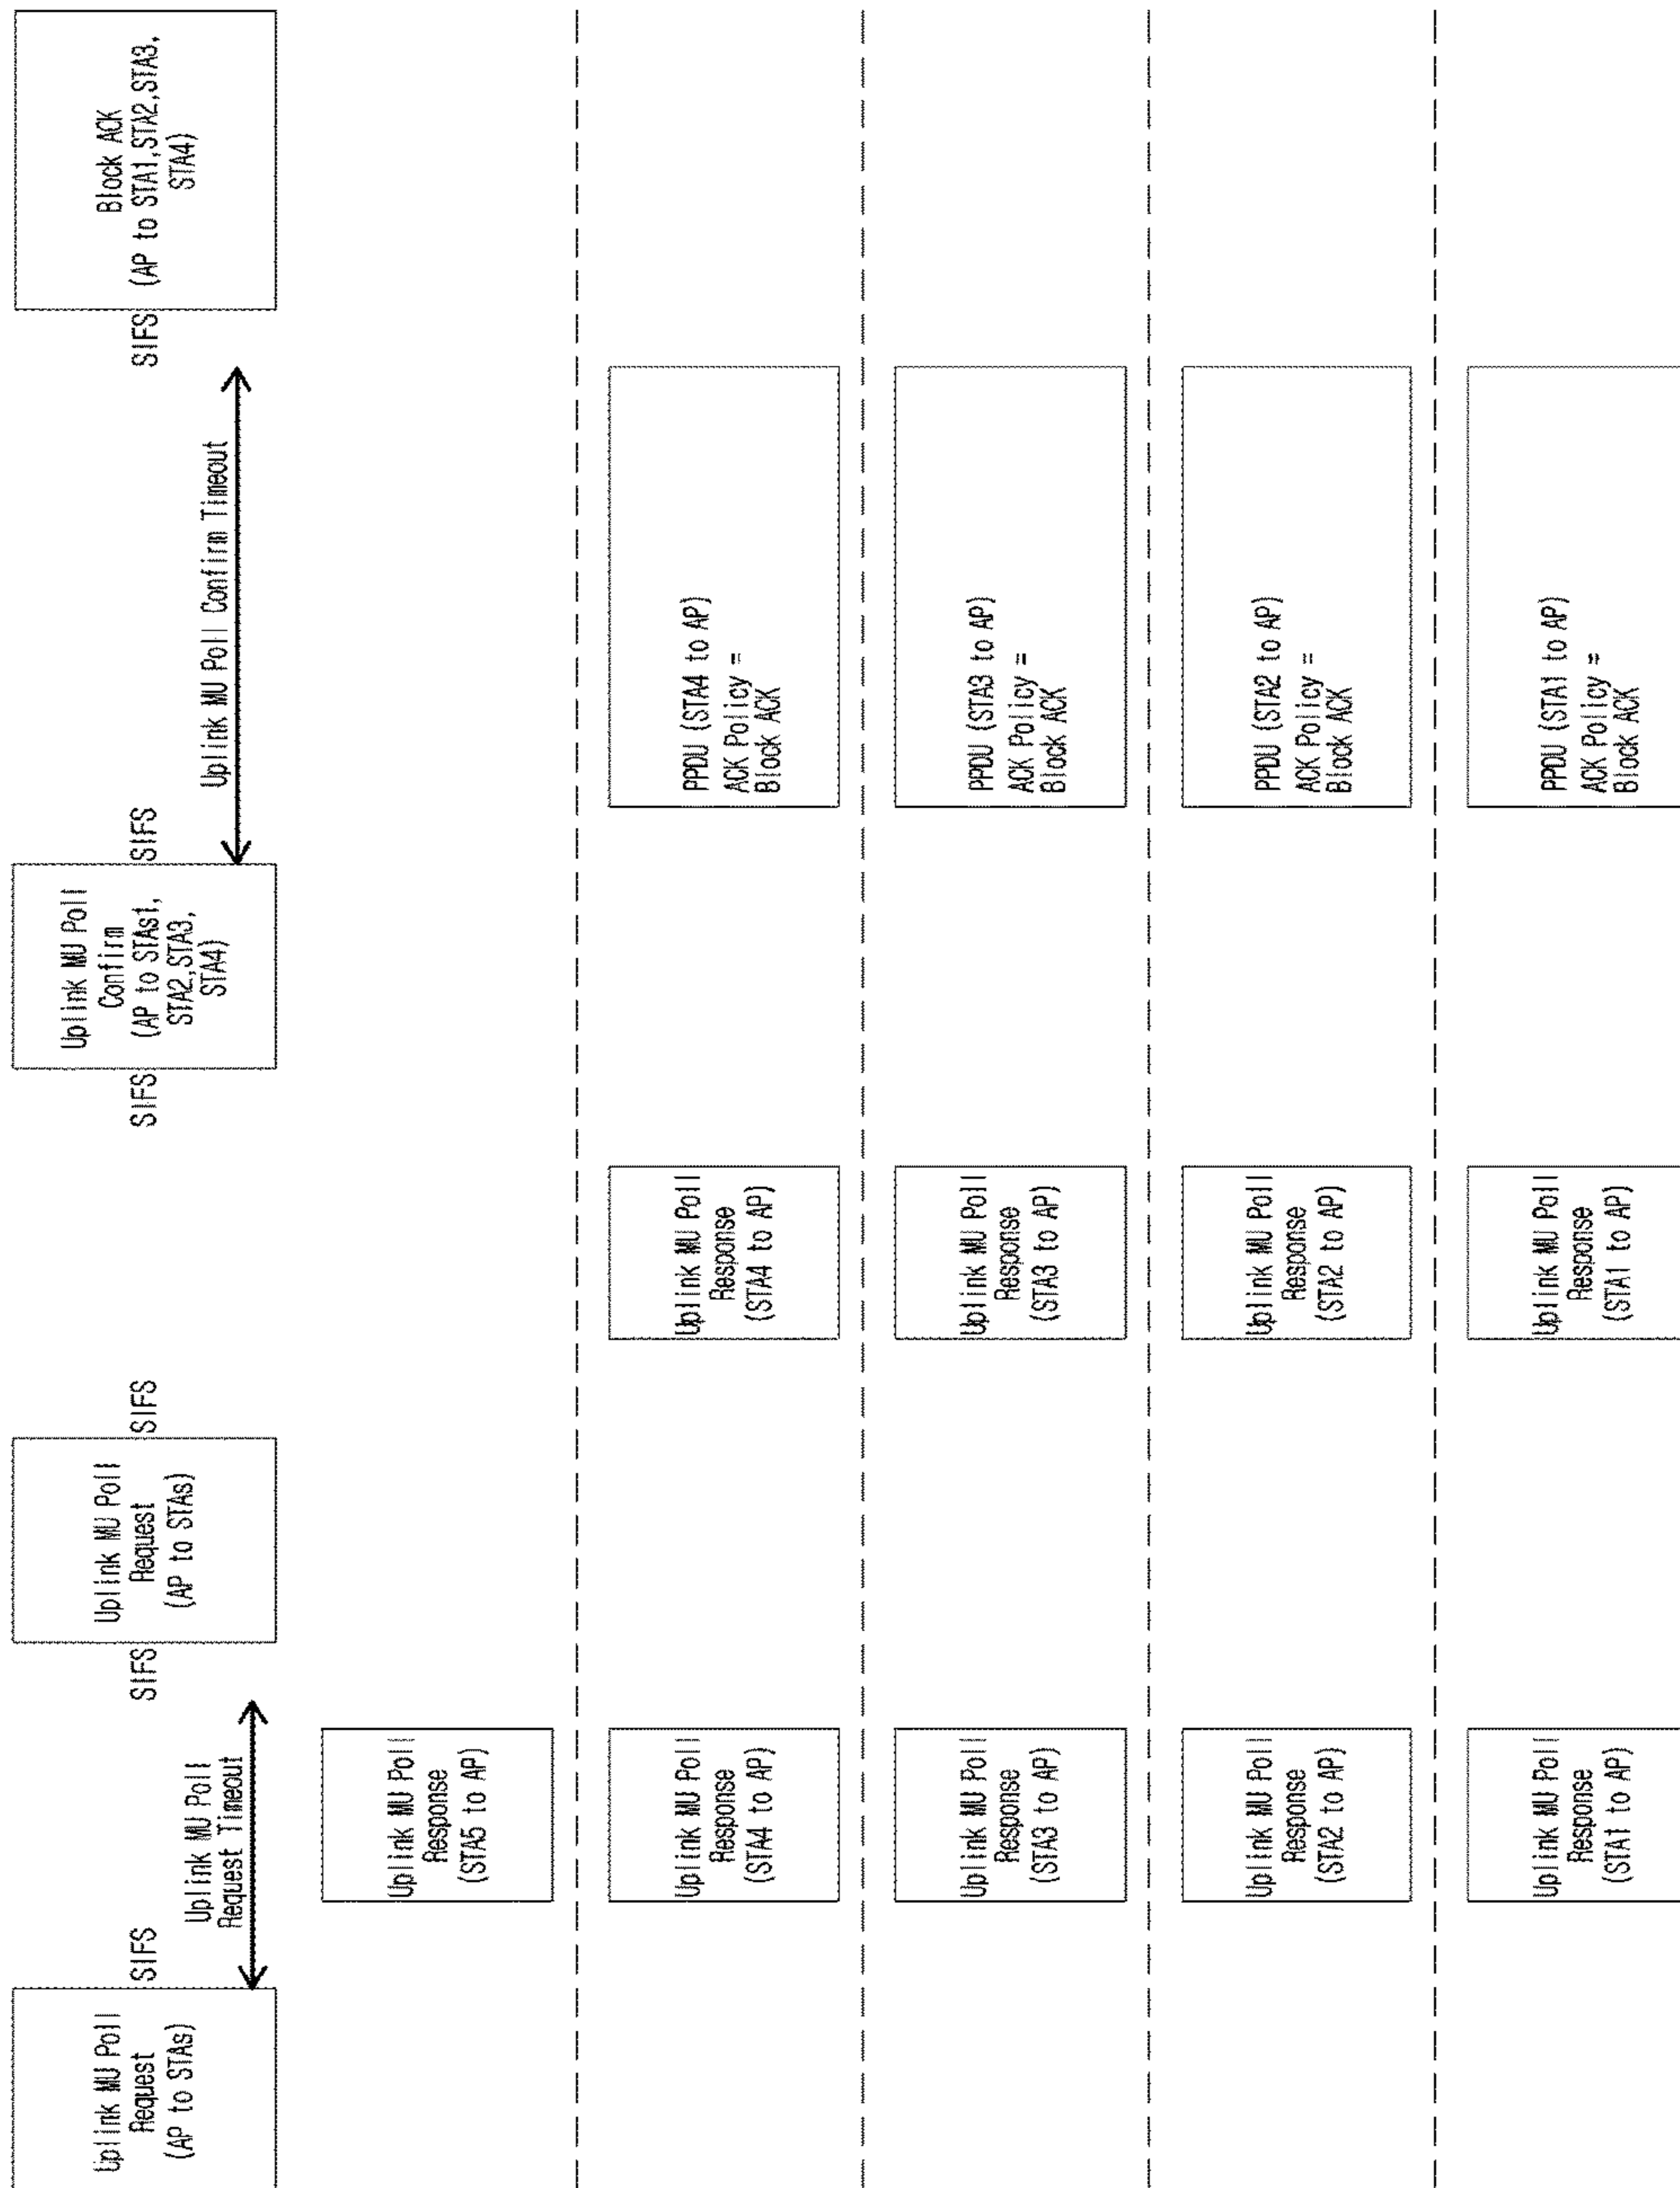 Uplink MU Poll
Request
(AP to STAs)
SIFS
Uplink MU Poll
Request Timeout
SIFS
Uplink MU Poll
Request
(AP to STAs)
SIFS
SIFS
Uplink MU Poll
Confirm
(AP to STAs1,
STA2,STA3,
STA4)
SIFS
Uplink MU Poll Confirm Timeout
SIFS
Block ACK
(AP to STA1,STA2,STA3,
STA4)
Uplink MU Poll
Response
(STA5 to AP)
Uplink MU Poll
Response
(STA4 to AP)
Uplink MU Poll
Response
(STA4 to AP)
PPDU (STA4 to AP)
ACK Policy =
Block ACK
Uplink MU Poll
Response
(STA3 to AP)
Uplink MU Poll
Response
(STA3 to AP)
PPDU (STA3 to AP)
ACK Policy =
Block ACK
Uplink MU Poll
Response
(STA2 to AP)
Uplink MU Poll
Response
(STA2 to AP)
PPDU (STA2 to AP)
ACK Policy =
Block ACK
Uplink MU Poll
Response
(STA1 to AP)
Uplink MU Poll
Response
(STA1 to AP)
PPDU (STA1 to AP)
ACK Policy =
Block ACK